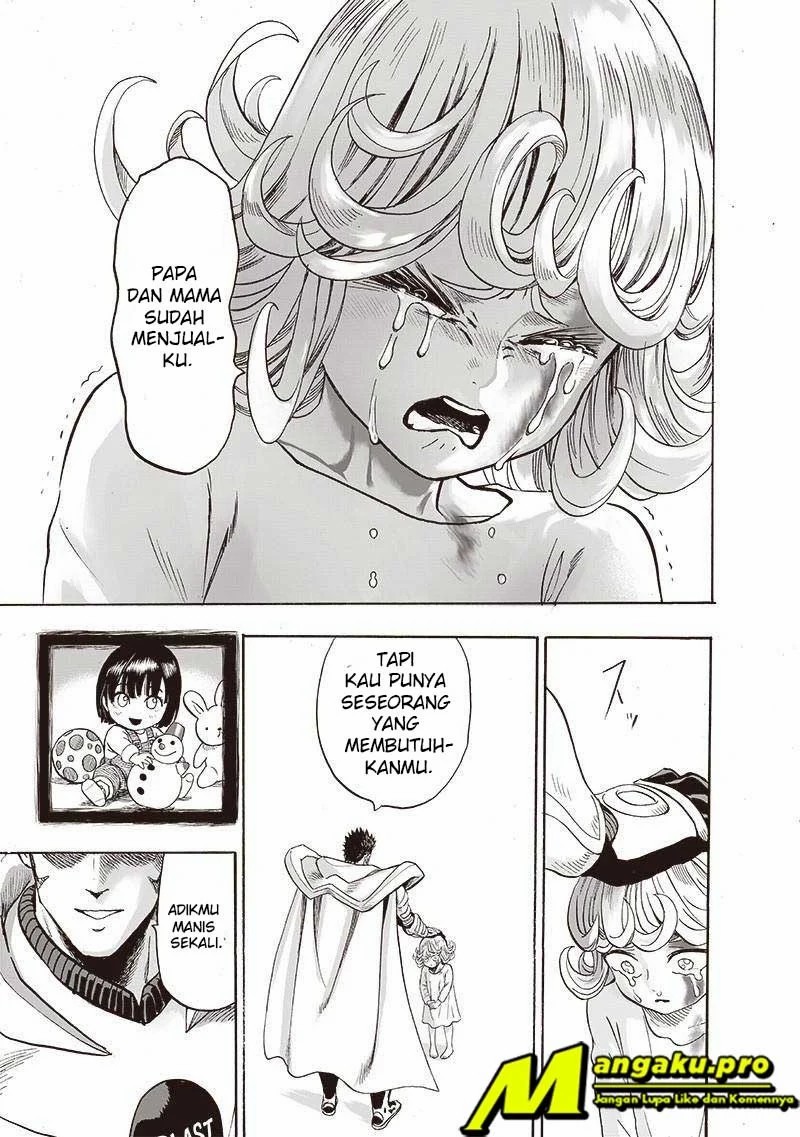 PAPA
DAN MAMA
SUDAH
MENJUAL-
KU.
TAPI
KAU PUNYA
SESEORANG
YANG
MEMBUTUH-
KANMU.
ADIKMU
MANIS
SEKALI.
BLAST
Mangaku.pro
Jangan Lupa Like dan Komennya